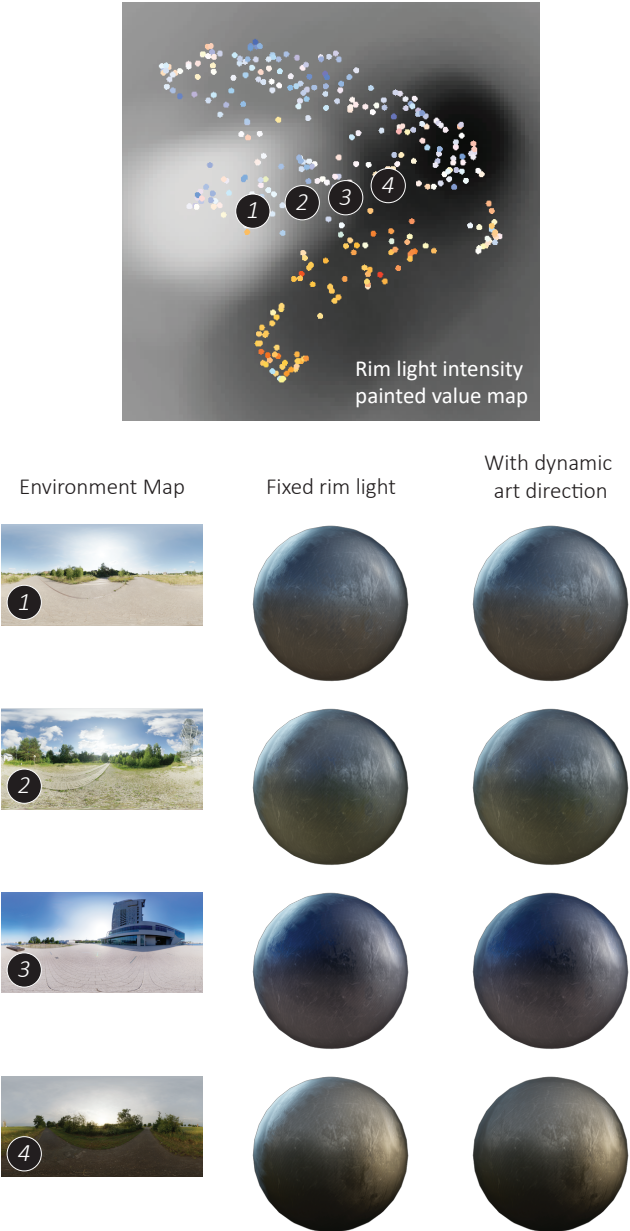 1
2
3
4
Rim light intensity
painted value map
Environment Map
Fixed rim light
With dynamic
art direction
1
2
3
4